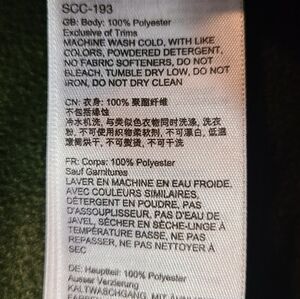 SCC-193
GB: Body: 100% Polyester
Exclusive of Trims
MACHINE WASH COLD, WITH LIKE
COLORS, POWDERED DETERGENT,
NO FABRIC SOFTENERS, DO NOT
BLEACH, TUMBLE DRY LOW, DO NOT
IRON, DO NOT DRY CLEAN
CN: 衣身: 100% 聚酯纤维
不包括缘饰
冷水机洗, 与类似色衣物同时洗涤, 洗衣
粉, 不可使用织物柔软剂, 不可漂白, 低温
滚筒烘干, 不可熨烫, 不可干洗
FR: Corps: 100% Polyester
Sauf Garnitures
LAVER EN MACHINE EN EAU FROIDE,
AVEC COULEURS SIMILAIRES,
DÉTERGENT EN POUDRE, PAS
D'ASSOUPLISSEUR, PAS D'EAU DE
JAVEL, SÉCHER EN SÈCHE-LINGE À
TEMPÉRATURE BASSE, NE PAS
REPASSER, NE PAS NETTOYER À
SEC
DE: Hauptteil: 100% Polyester
Ausser Verzierung
KALTWASCHGANG, MIT